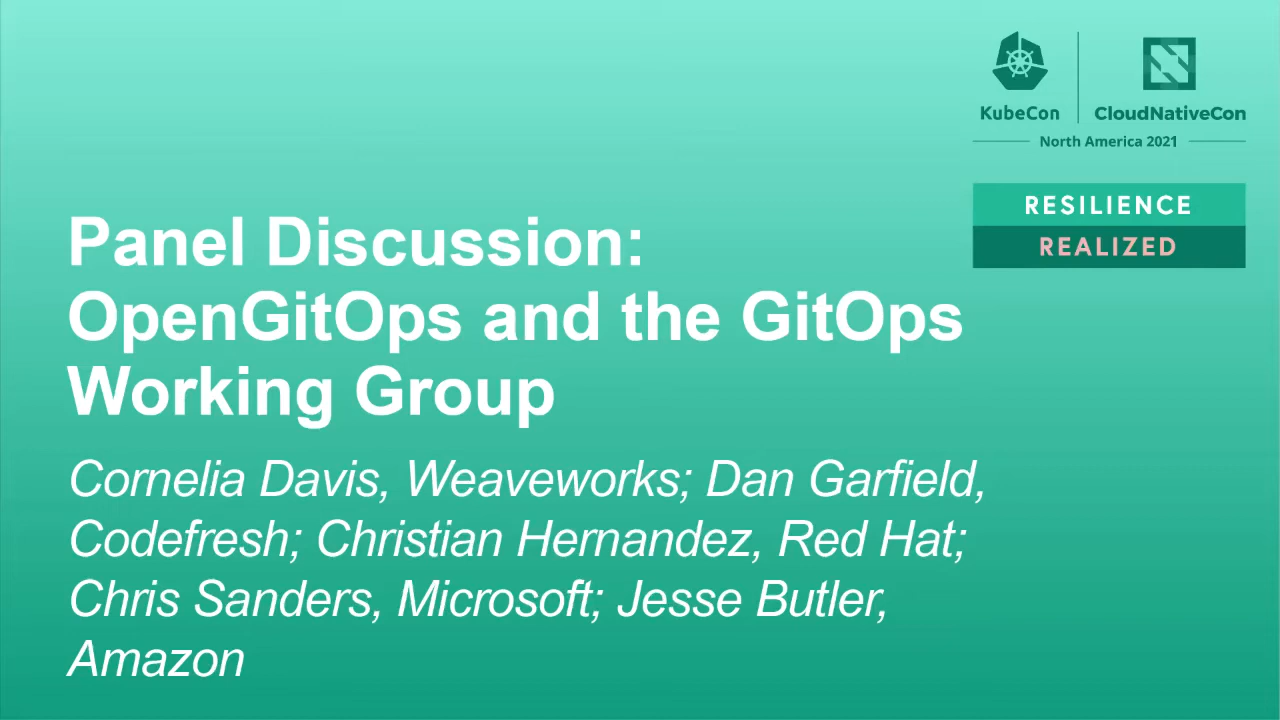 KubeCon
CloudNativeCon
North America 2021
RESILIENCE
REALIZED
Panel Discussion:
OpenGitOps and the GitOps
Working Group
Cornelia Davis, Weaveworks; Dan Garfield,
Codefresh; Christian Hernandez, Red Hat;
Chris Sanders, Microsoft; Jesse Butler,
Amazon